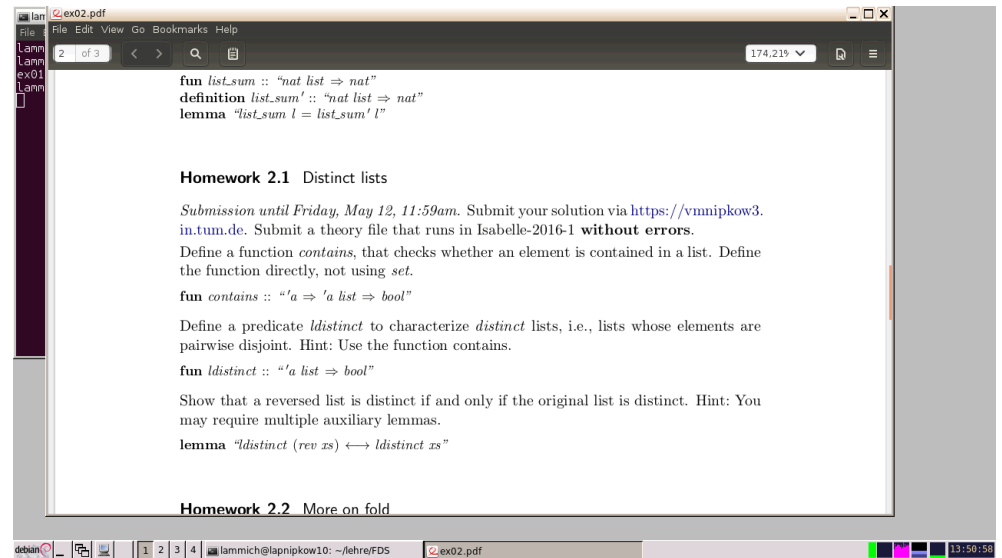 lam
ex02.pdf
File
File Edit View Go Bookmarks Help
lamm
lamm
ex01
lamm
2 of 3
174,21%
fun list_sum :: “nat list ⇒ nat”
definition list_sum′ :: “nat list ⇒ nat”
lemma “list_sum l = list_sum′ l”
Homework 2.1 Distinct lists
Submission until Friday, May 12, 11:59am. Submit your solution via https://vmnipkow3.
in.tum.de. Submit a theory file that runs in Isabelle-2016-1 without errors.
Define a function contains, that checks whether an element is contained in a list. Define
the function directly, not using set.
fun contains :: “′a ⇒ ′a list ⇒ bool”
Define a predicate ldistinct to characterize distinct lists, i.e., lists whose elements are
pairwise disjoint. Hint: Use the function contains.
fun ldistinct :: “′a list ⇒ bool”
Show that a reversed list is distinct if and only if the original list is distinct. Hint: You
may require multiple auxiliary lemmas.
lemma “ldistinct (rev xs) ⟷ ldistinct xs”
Homework 2.2 More on fold
debian 1 2 3 4 lammich@lapnipkow10: ~/lehre/FDS ex02.pdf 13:50:58